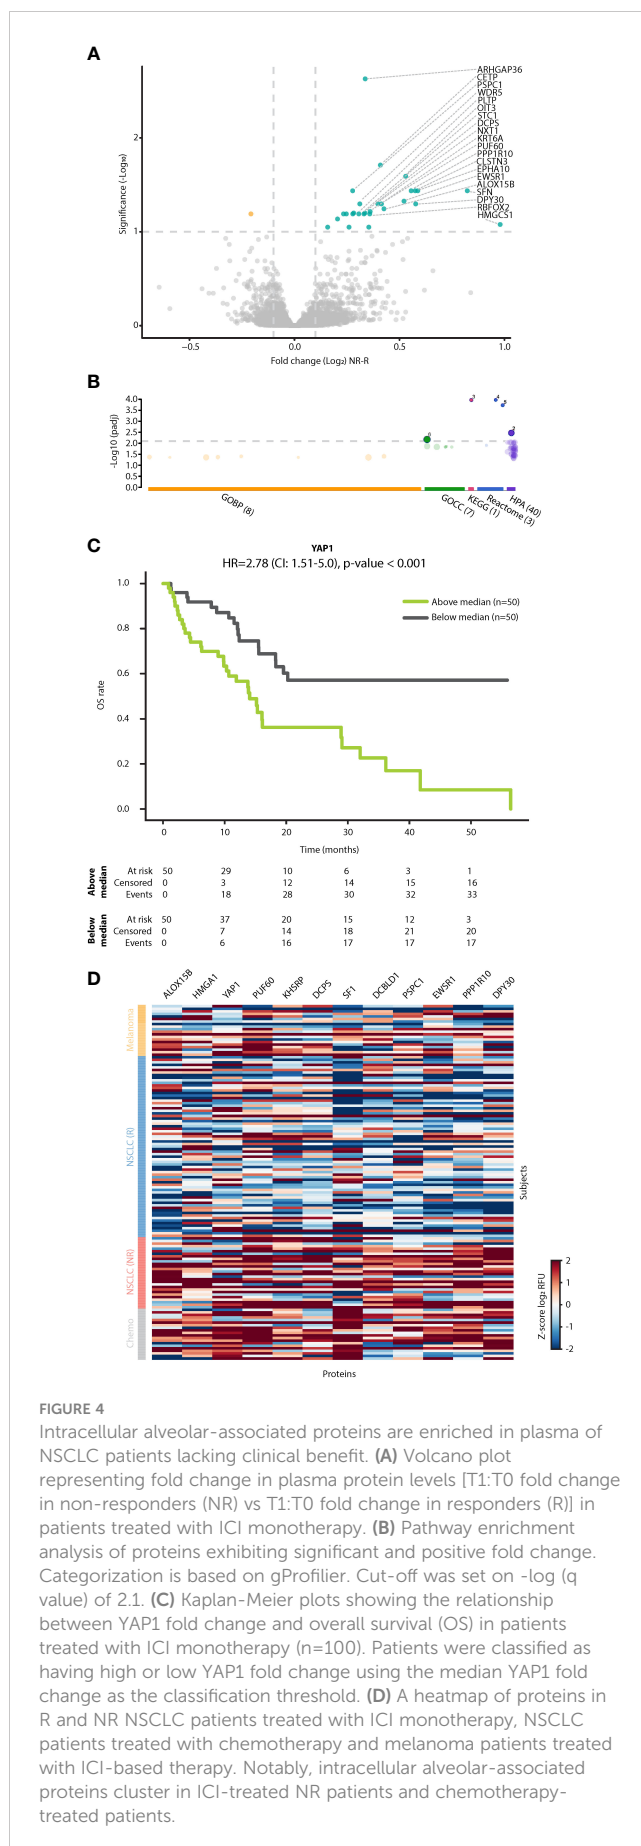 A
ARHGAP36
CETP
PSPC1
WDR5
PLTP
OIT3
STC1
DCPS
NXT1
KRT6A
PUF60
PPP1R10
CLSTN3
EPHA10
EWSR1
ALOX15B
SFN
DPY30
RBFOX2
HMGCS1
Significance (-Log₁₀)
2
1
0
−0.5
0.0
0.5
1.0
Fold change (Log₂) NR-R
B
-Log10 (padj)
4.0
3.5
3.0
2.5
2.0
1.5
1.0
0.5
0.0
GOBP (8)
GOCC (7)
KEGG (1)
Reactome (3)
HPA (40)
C
YAP1
HR=2.78 (CI: 1.51-5.0), p-value < 0.001
Above median (n=50)
Below median (n=50)
OS rate
1.0
0.8
0.6
0.4
0.2
0.0
0 10 20 30 40 50
Time (months)
Above median
At risk 50 29 10 6 3 1
Censored 0 3 12 14 15 16
Events 0 18 28 30 32 33
Below median
At risk 50 37 20 15 12 3
Censored 0 7 14 18 21 20
Events 0 6 16 17 17 17
D
ALOX15B HMGA1 YAP1 PUF60 KHSRP DCPS SF1 DCBLD1 PSPC1 EWSR1 PPP1R10 DPY30
Melanoma
NSCLC (R)
NSCLC (NR)
Chemo
Subjects
Proteins
Z-score log₂ RFU
2
1
0
-1
-2
FIGURE 4
Intracellular alveolar-associated proteins are enriched in plasma of
NSCLC patients lacking clinical benefit. (A) Volcano plot
representing fold change in plasma protein levels [T1:T0 fold change
in non-responders (NR) vs T1:T0 fold change in responders (R)] in
patients treated with ICI monotherapy. (B) Pathway enrichment
analysis of proteins exhibiting significant and positive fold change.
Categorization is based on gProfilier. Cut-off was set on -log (q
value) of 2.1. (C) Kaplan-Meier plots showing the relationship
between YAP1 fold change and overall survival (OS) in patients
treated with ICI monotherapy (n=100). Patients were classified as
having high or low YAP1 fold change using the median YAP1 fold
change as the classification threshold. (D) A heatmap of proteins in
R and NR NSCLC patients treated with ICI monotherapy, NSCLC
patients treated with chemotherapy and melanoma patients treated
with ICI-based therapy. Notably, intracellular alveolar-associated
proteins cluster in ICI-treated NR patients and chemotherapy-
treated patients.